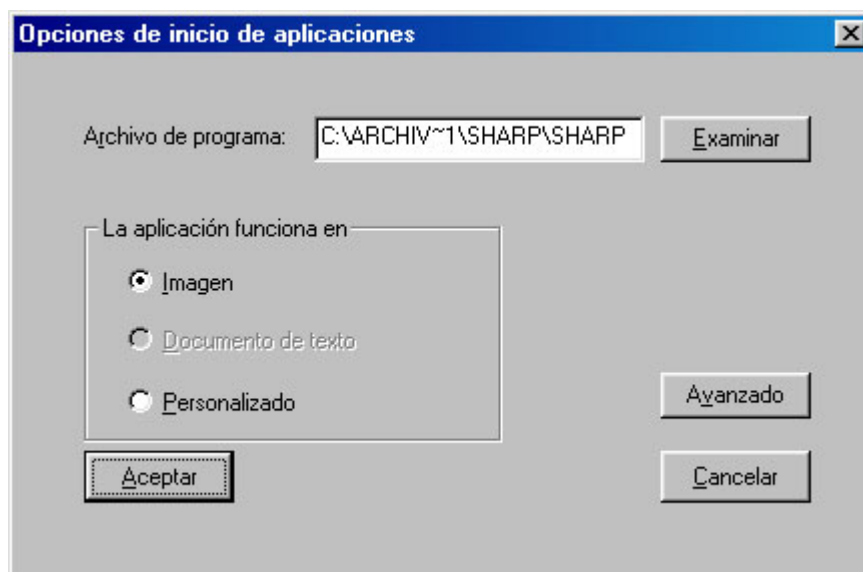 Opciones de inicio de aplicaciones
Archivo de programa: C:\ARCHIV~1\SHARP\SHARP Examinar
La aplicación funciona en
Imagen
Documento de texto
Personalizado
Avanzado
Aceptar Cancelar